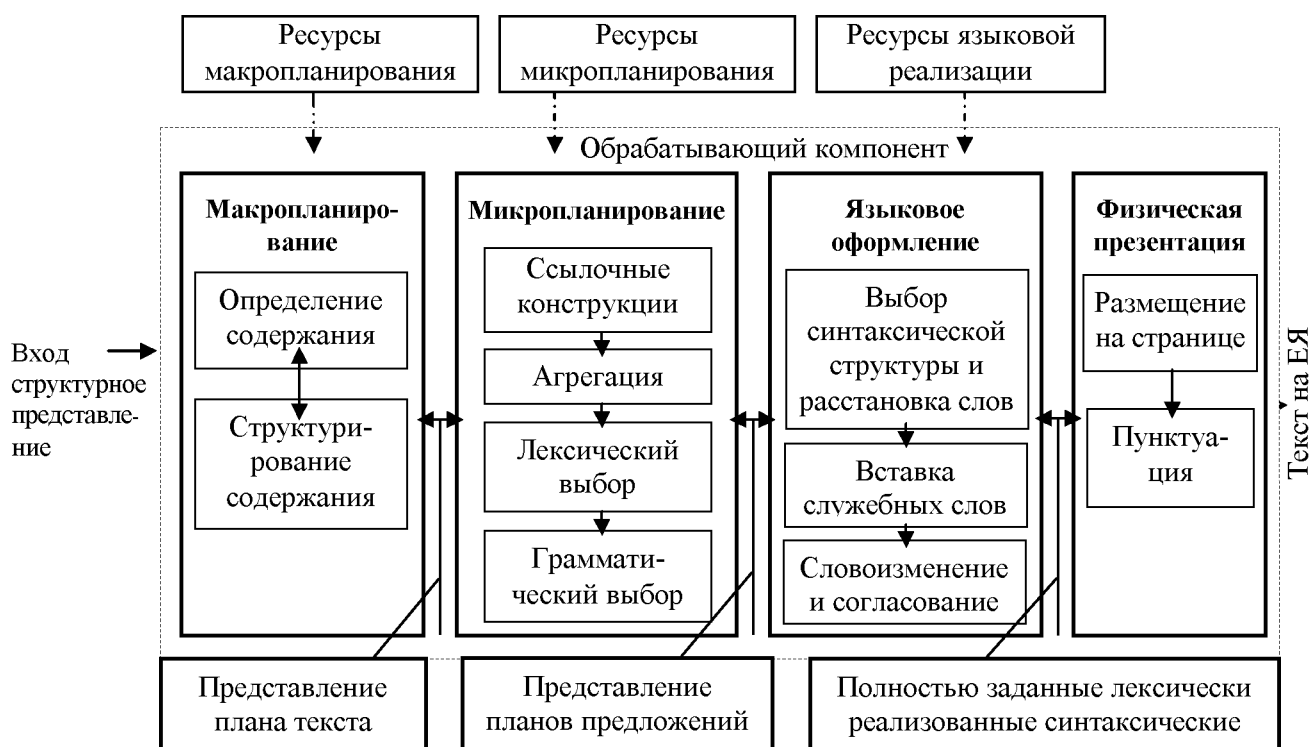 Ресурсы
макропланирования
Ресурсы
микропланирования
Ресурсы языковой
реализации
Обрабатывающий компонент
Макропланиро-
вание
Определение
содержания
Структури-
рование
содержания
Микропланирование
Ссылочные
конструкции
Агрегация
Лексический
выбор
Граммати-
ческий выбор
Языковое
оформление
Выбор
синтаксической
структуры и
расстановка слов
Вставка
служебных слов
Словоизменение
и согласование
Физическая
презентация
Размещение
на странице
Пунктуа-
ция
Вход
структурное
представле-
ние
Текст на ЕЯ
Представление
плана текста
Представление
планов предложений
Полностью заданные лексически
реализованные синтаксические